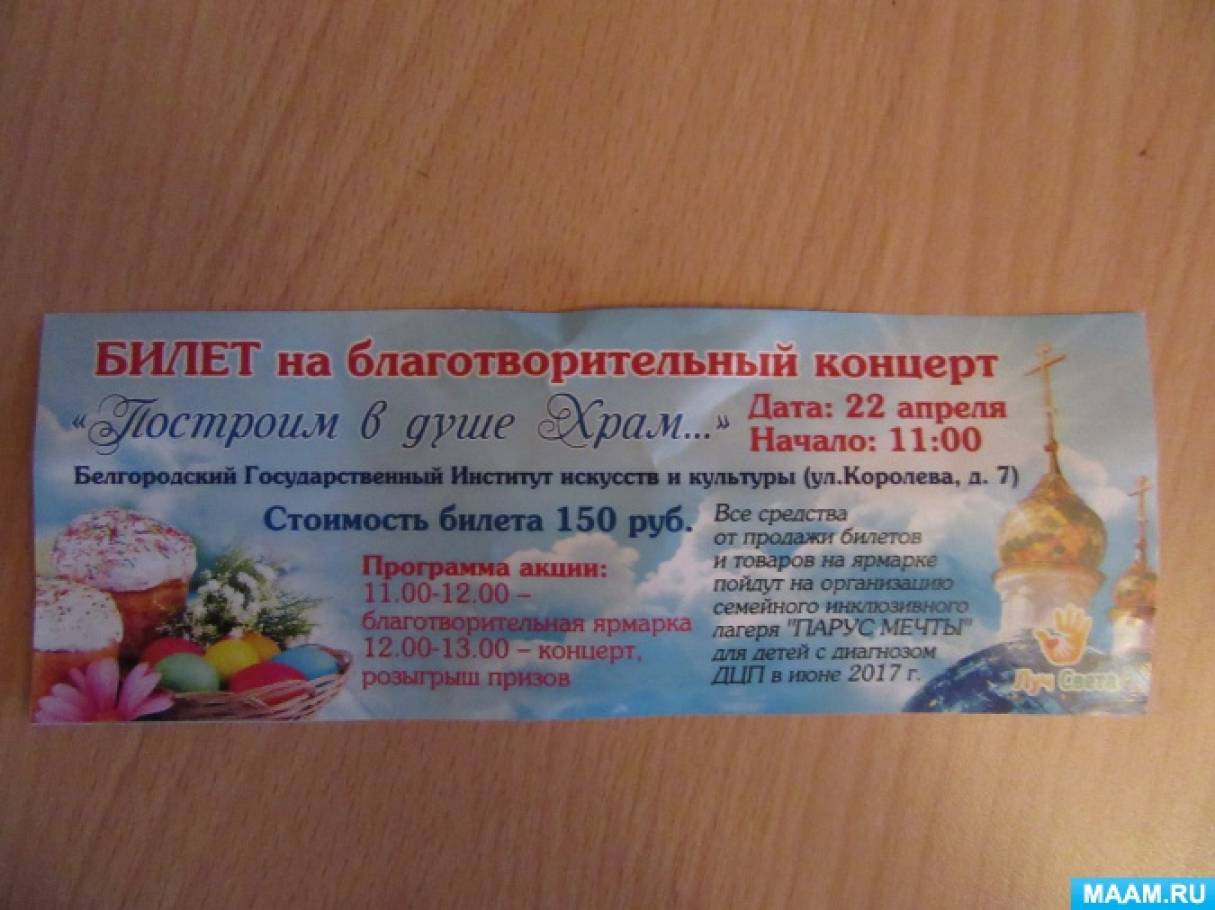 БИЛЕТ на благотворительный концерт
«Построим в душе Храм...»
Дата: 22 апреля
Начало: 11:00
Белгородский Государственный Институт искусств и культуры (ул.Королева, д. 7)
Стоимость билета 150 руб.
Программа акции:
11.00-12.00 –
благотворительная ярмарка
12.00-13.00 – концерт,
розыгрыш призов
Все средства
от продажи билетов
и товаров на ярмарке
пойдут на организацию
семейного инклюзивного
лагеря "ПАРУС МЕЧТЫ"
для детей с диагнозом
ДЦП в июне 2017 г.
Луч Света
MAAM.RU